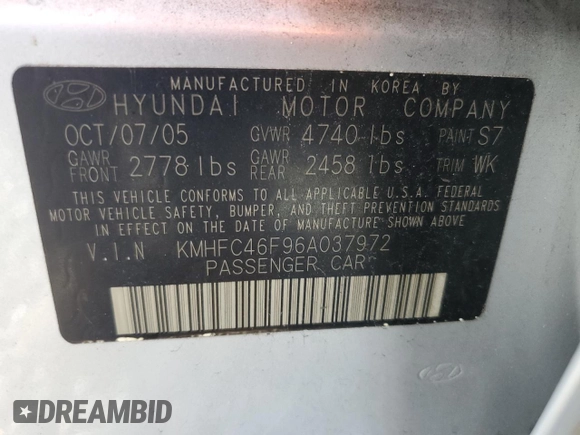 MANUFACTURED IN KOREA BY
HYUNDAI MOTOR COMPANY
OCT/07/05 GVWR 4740 lbs PAINT S7
GAWR FRONT 2778 lbs GAWR REAR 2458 lbs TRIM WK
THIS VEHICLE CONFORMS TO ALL APPLICABLE U.S.A. FEDERAL
MOTOR VEHICLE SAFETY, BUMPER, AND THEFT PREVENTION STANDARDS
IN EFFECT ON THE DATE OF MANUFACTURE SHOWN ABOVE
V.I.N KMHFC46F96A037972
PASSENGER CAR
DREAMBID